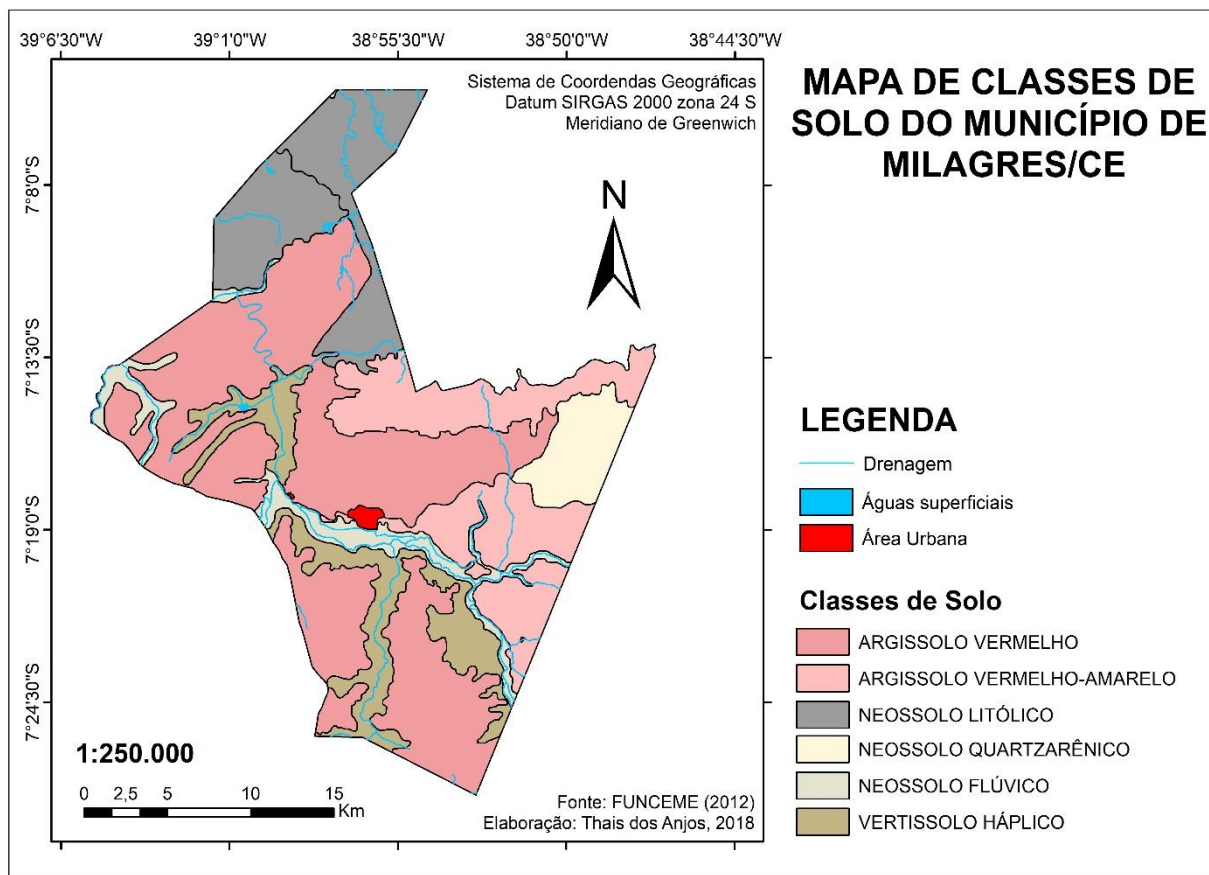 39°6'30"W
39°1'0"W
38°55'30"W
38°50'0"W
38°44'30"W
Sistema de Coordendas Geográficas
Datum SIRGAS 2000 zona 24 S
Meridiano de Greenwich
MAPA DE CLASSES DE
SOLO DO MUNICÍPIO DE
MILAGRES/CE
N
7°8'0"S
7°13'30"S
7°19'0"S
7°24'30"S
LEGENDA
Drenagem
Águas superficiais
Área Urbana
Classes de Solo
ARGISSOLO VERMELHO
ARGISSOLO VERMELHO-AMARELO
NEOSSOLO LITÓLICO
NEOSSOLO QUARTZARÊNICO
NEOSSOLO FLÚVICO
VERTISSOLO HÁPLICO
1:250.000
0 2,5 5 10 15
Km
Fonte: FUNCEME (2012)
Elaboração: Thais dos Anjos, 2018